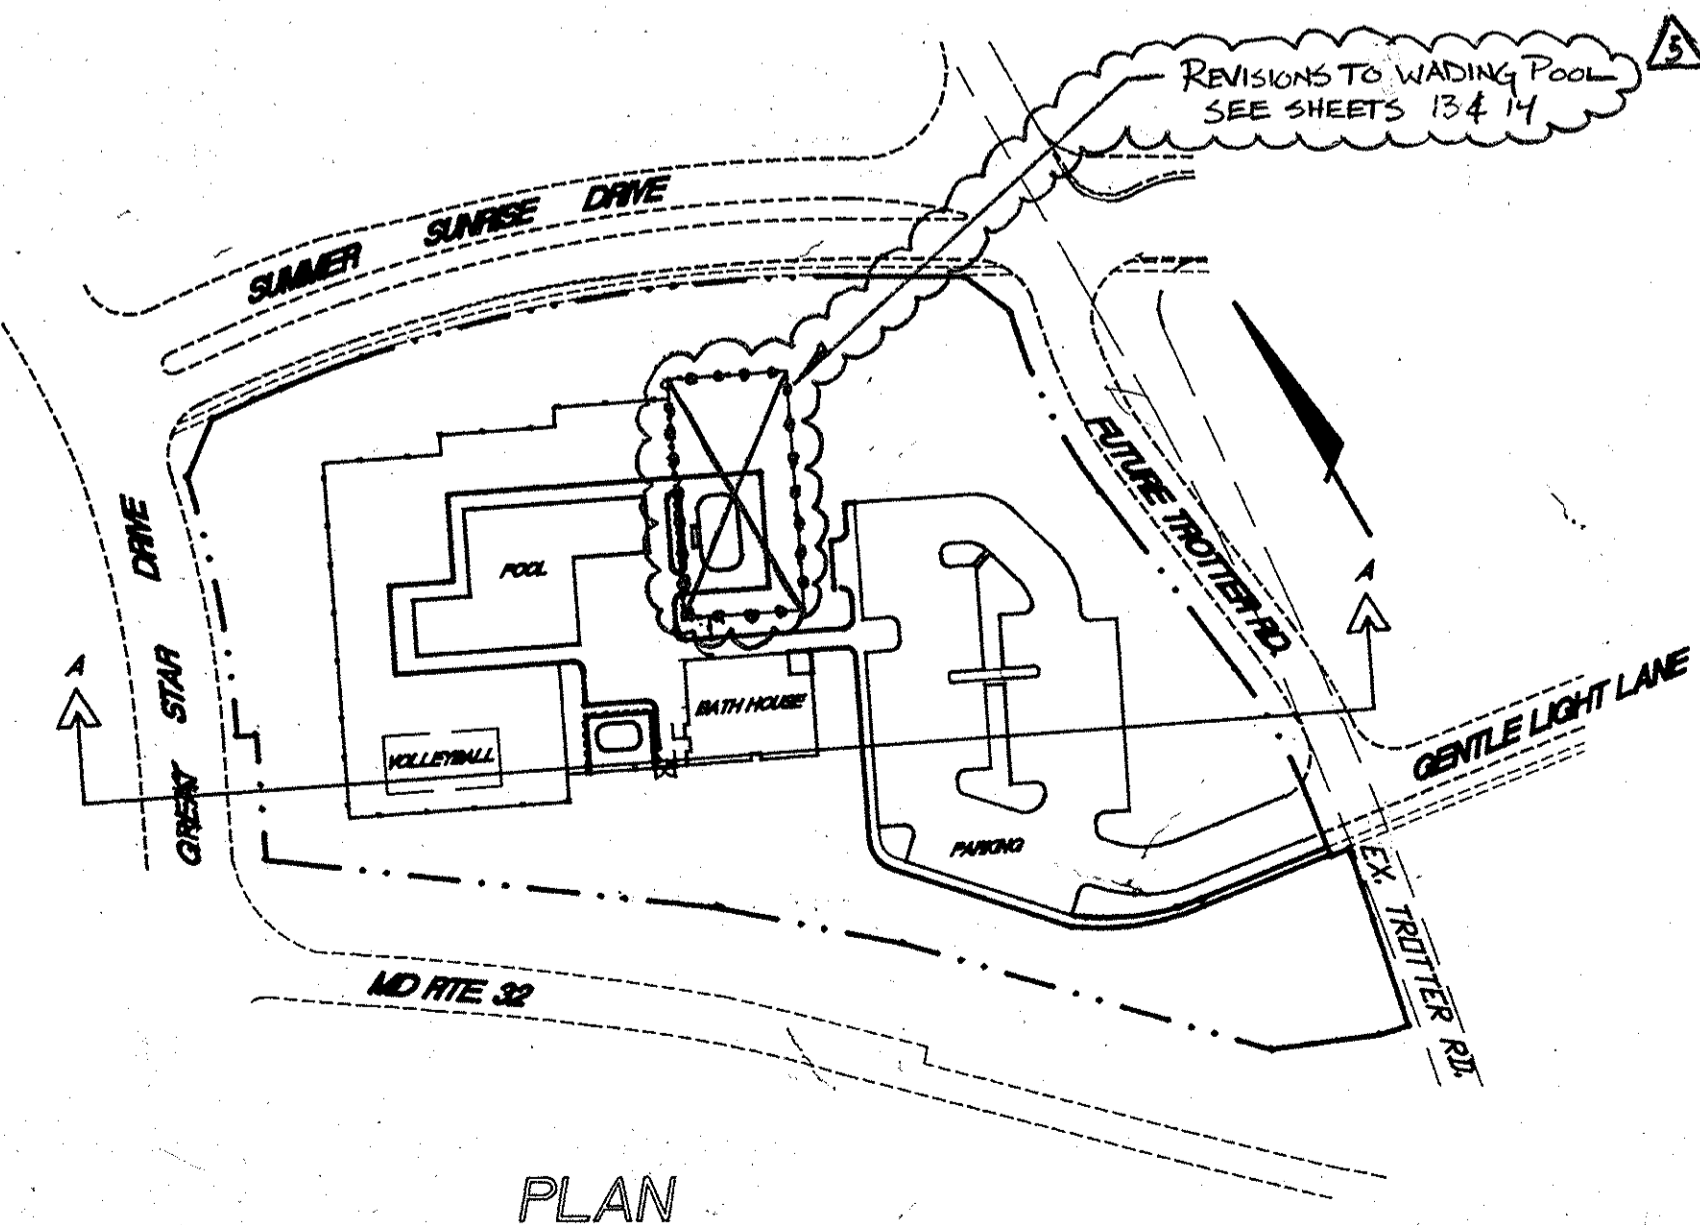 5
REVISIONS TO WADING POOL
SEE SHEETS 13 & 14
SUMMER SUNRISE DRIVE
FUTURE TROTTER RD.
GREAT STAR DRIVE
POOL
A
A
BATH HOUSE
VOLLEYBALL
GENTLE LIGHT LANE
PARKING
EX. TROTTER RD.
MD RTE. 32
PLAN